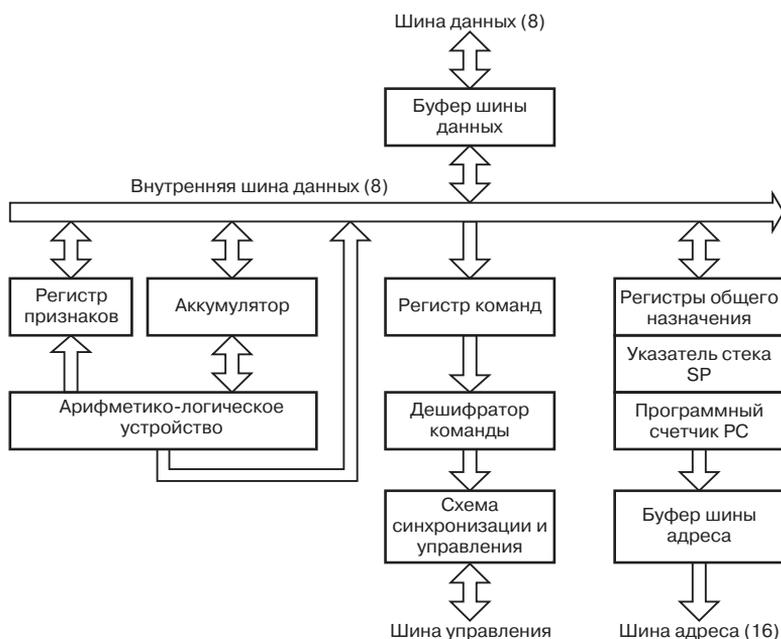 Шина данных (8)
Буфер шины
данных
Внутренняя шина данных (8)
Регистр
признаков
Аккумулятор
Регистр команд
Регистры общего
назначения
Указатель стека
SP
Арифметико-логическое
устройство
Дешифратор
команды
Программный
счетчик PC
Схема
синхронизации и
управления
Буфер шины
адреса
Шина управления
Шина адреса (16)